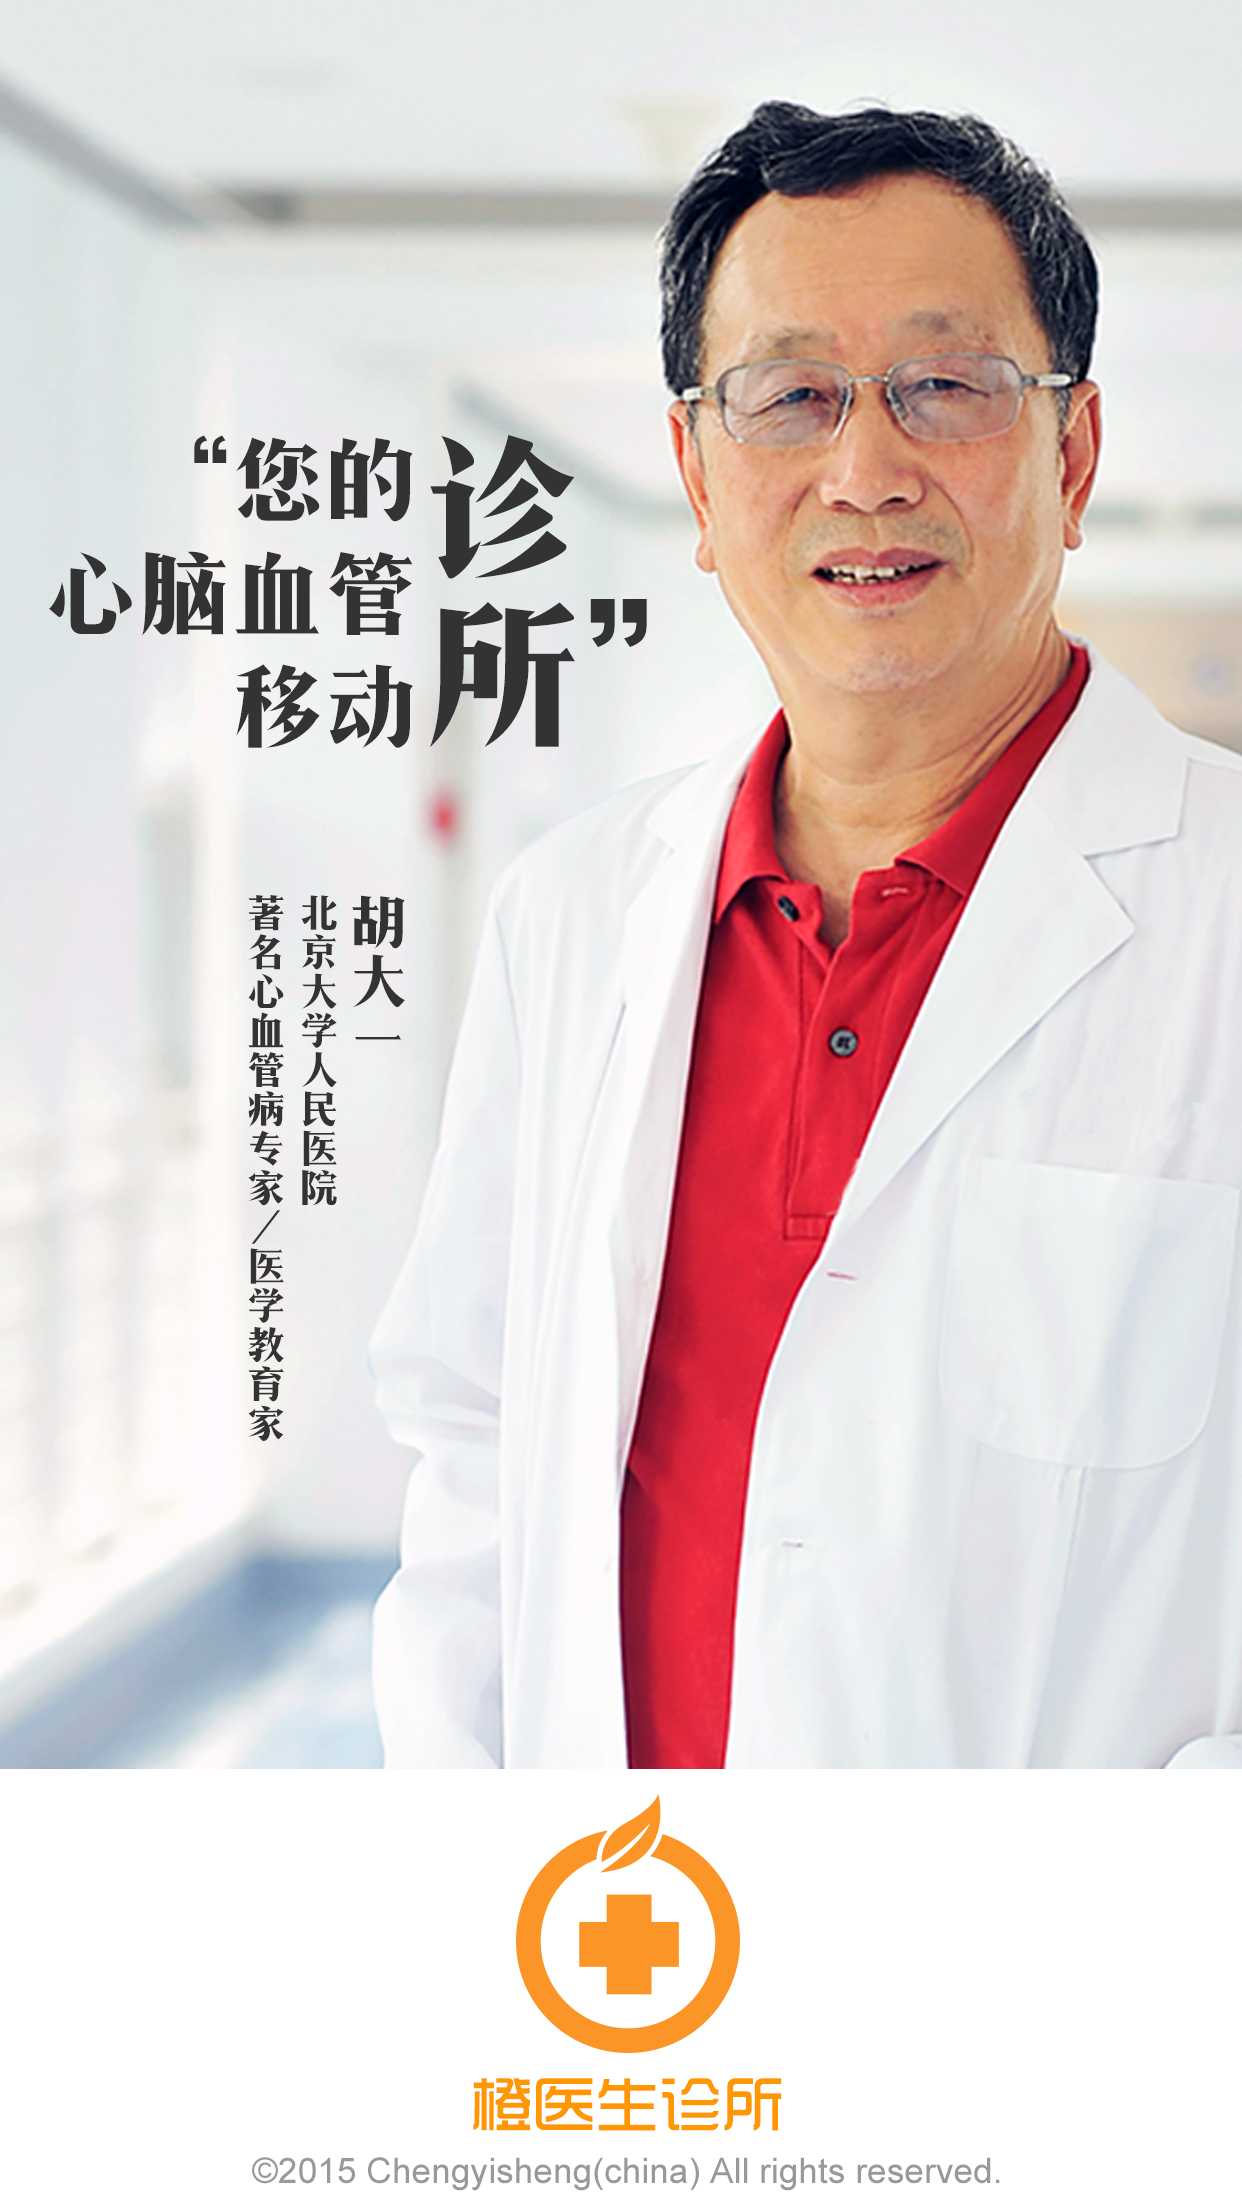 “您的
心脑血管
移动
诊所”
胡大一
北京大学人民医院
著名心血管病专家/医学教育家
橙医生诊所
©2015 Chengyisheng(china) All rights reserved.